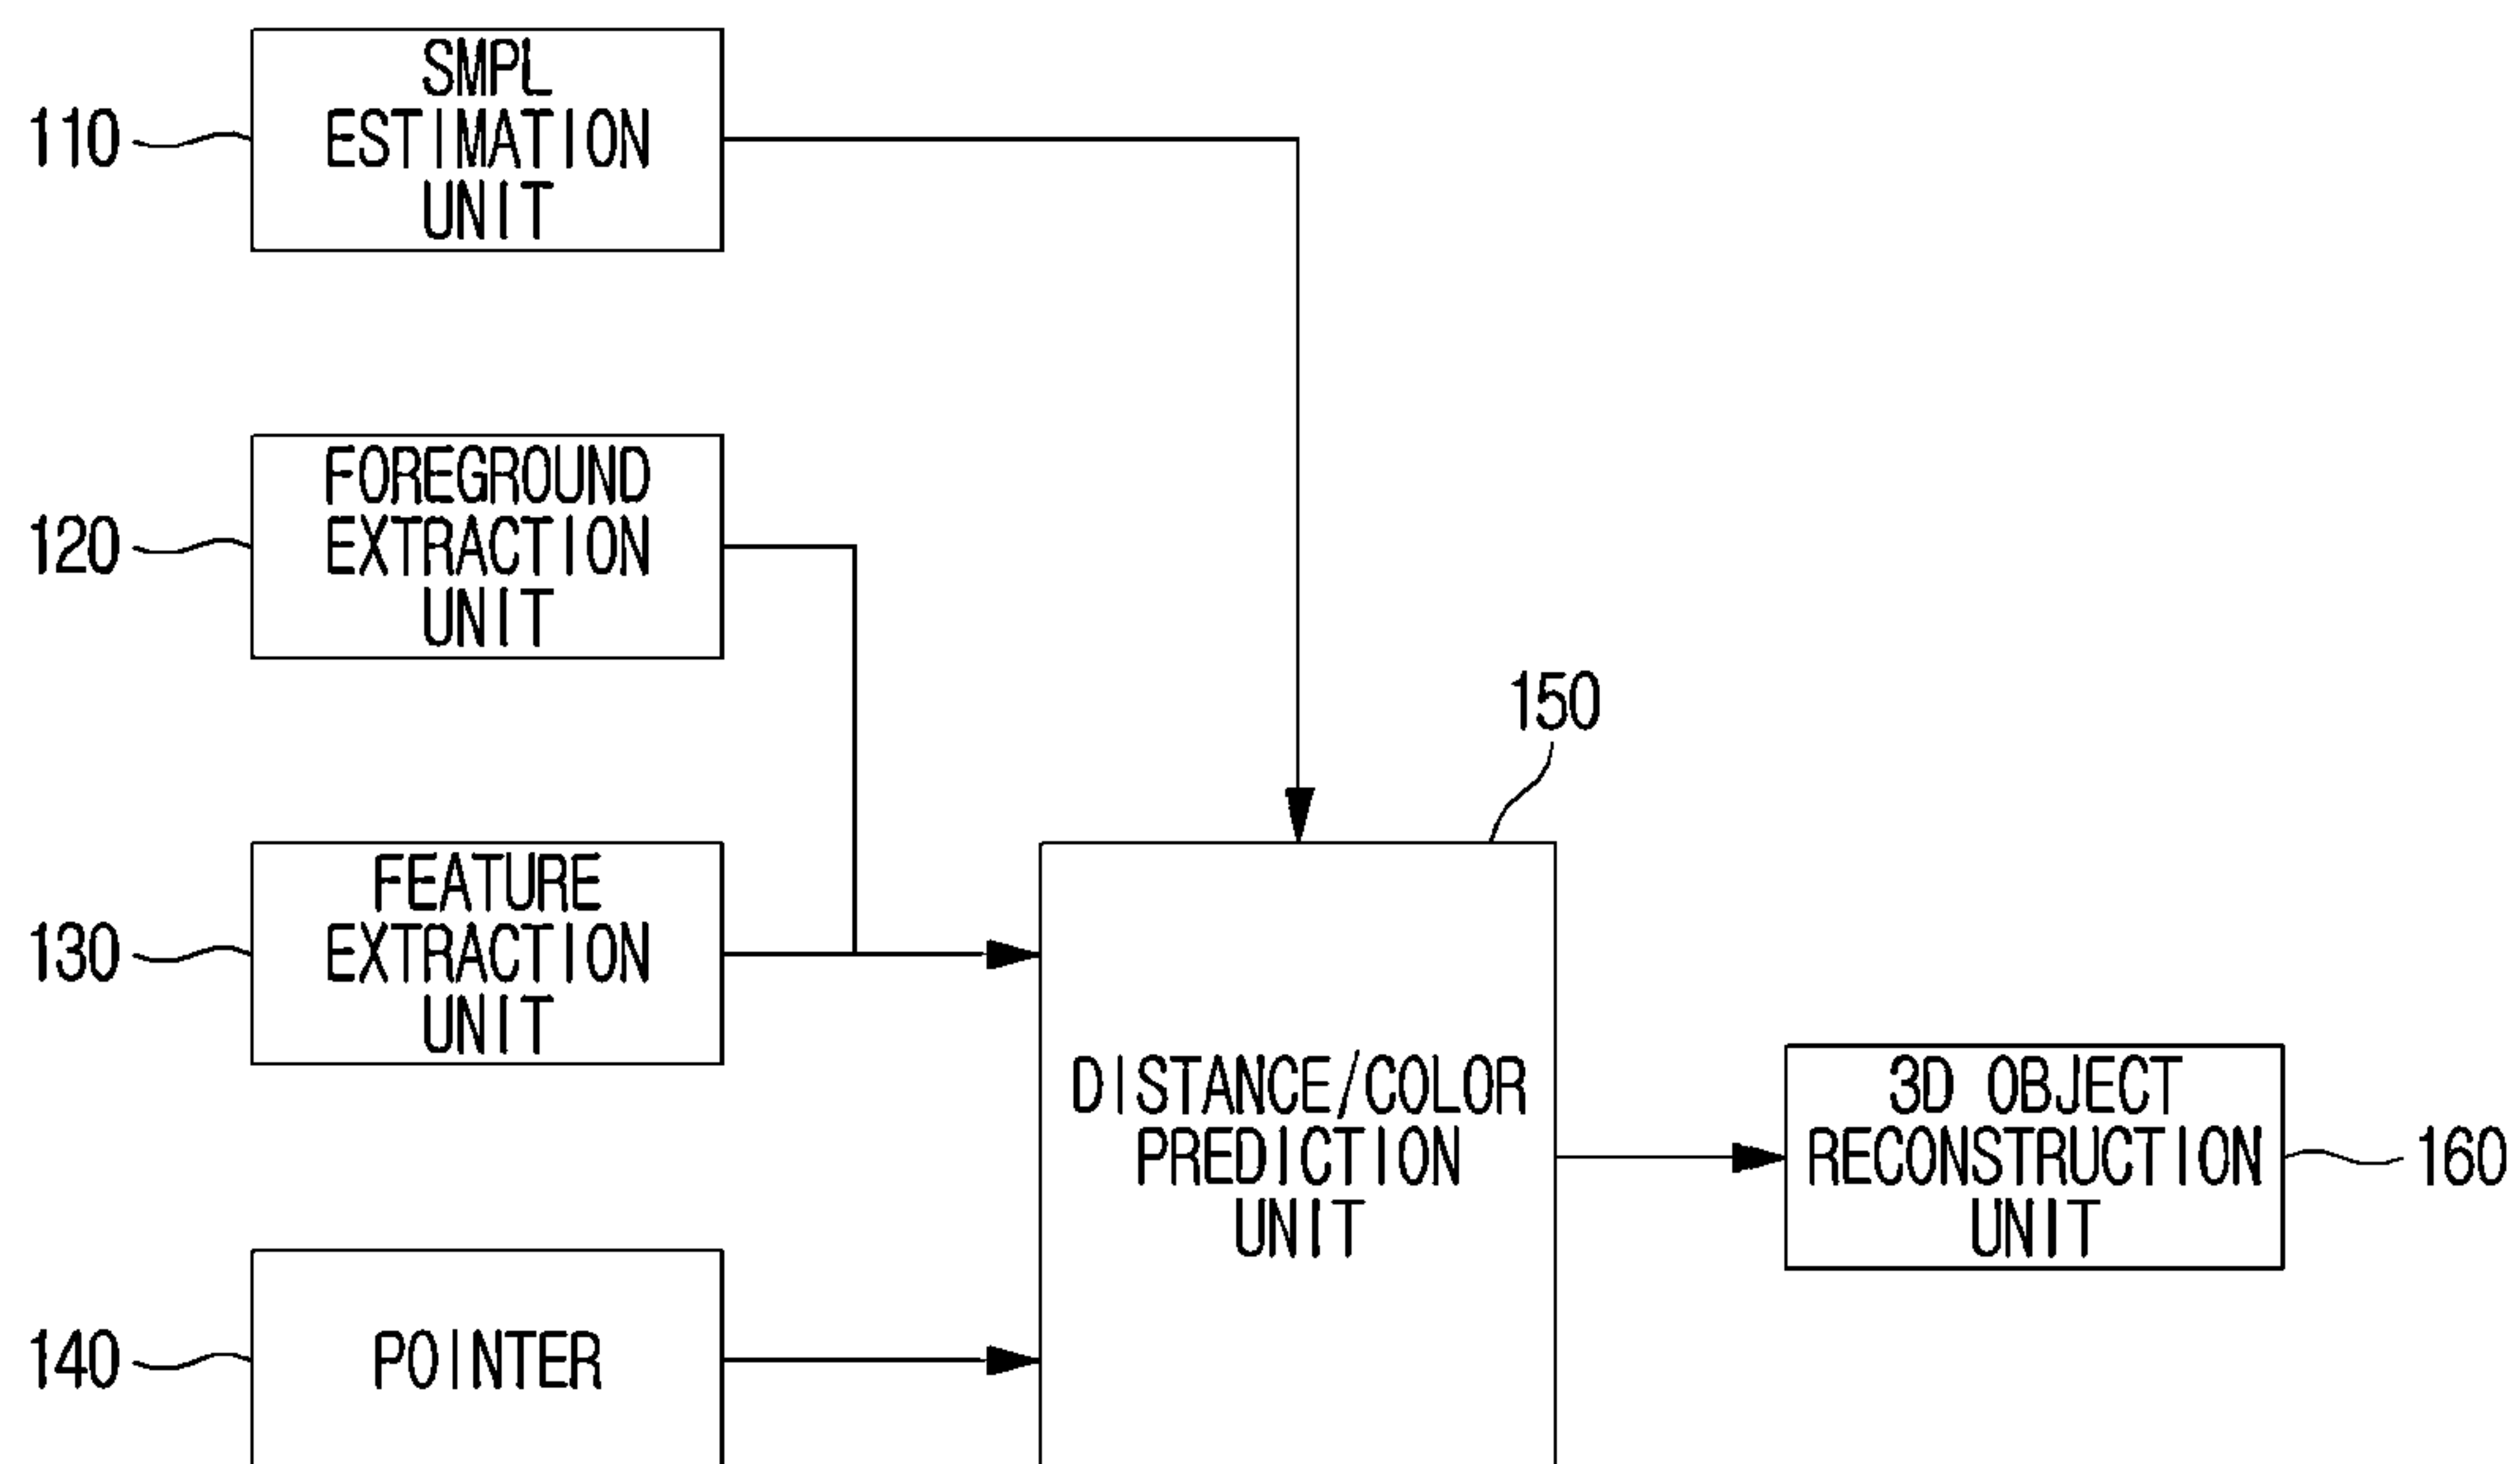 SMPL
ESTIMATION
UNIT
110
FOREGROUND
EXTRACTION
UNIT
120
150
FEATURE
EXTRACTION
UNIT
130
DISTANCE/COLOR
PREDICTION
UNIT
3D OBJECT
RECONSTRUCTION
UNIT
160
140
POINTER